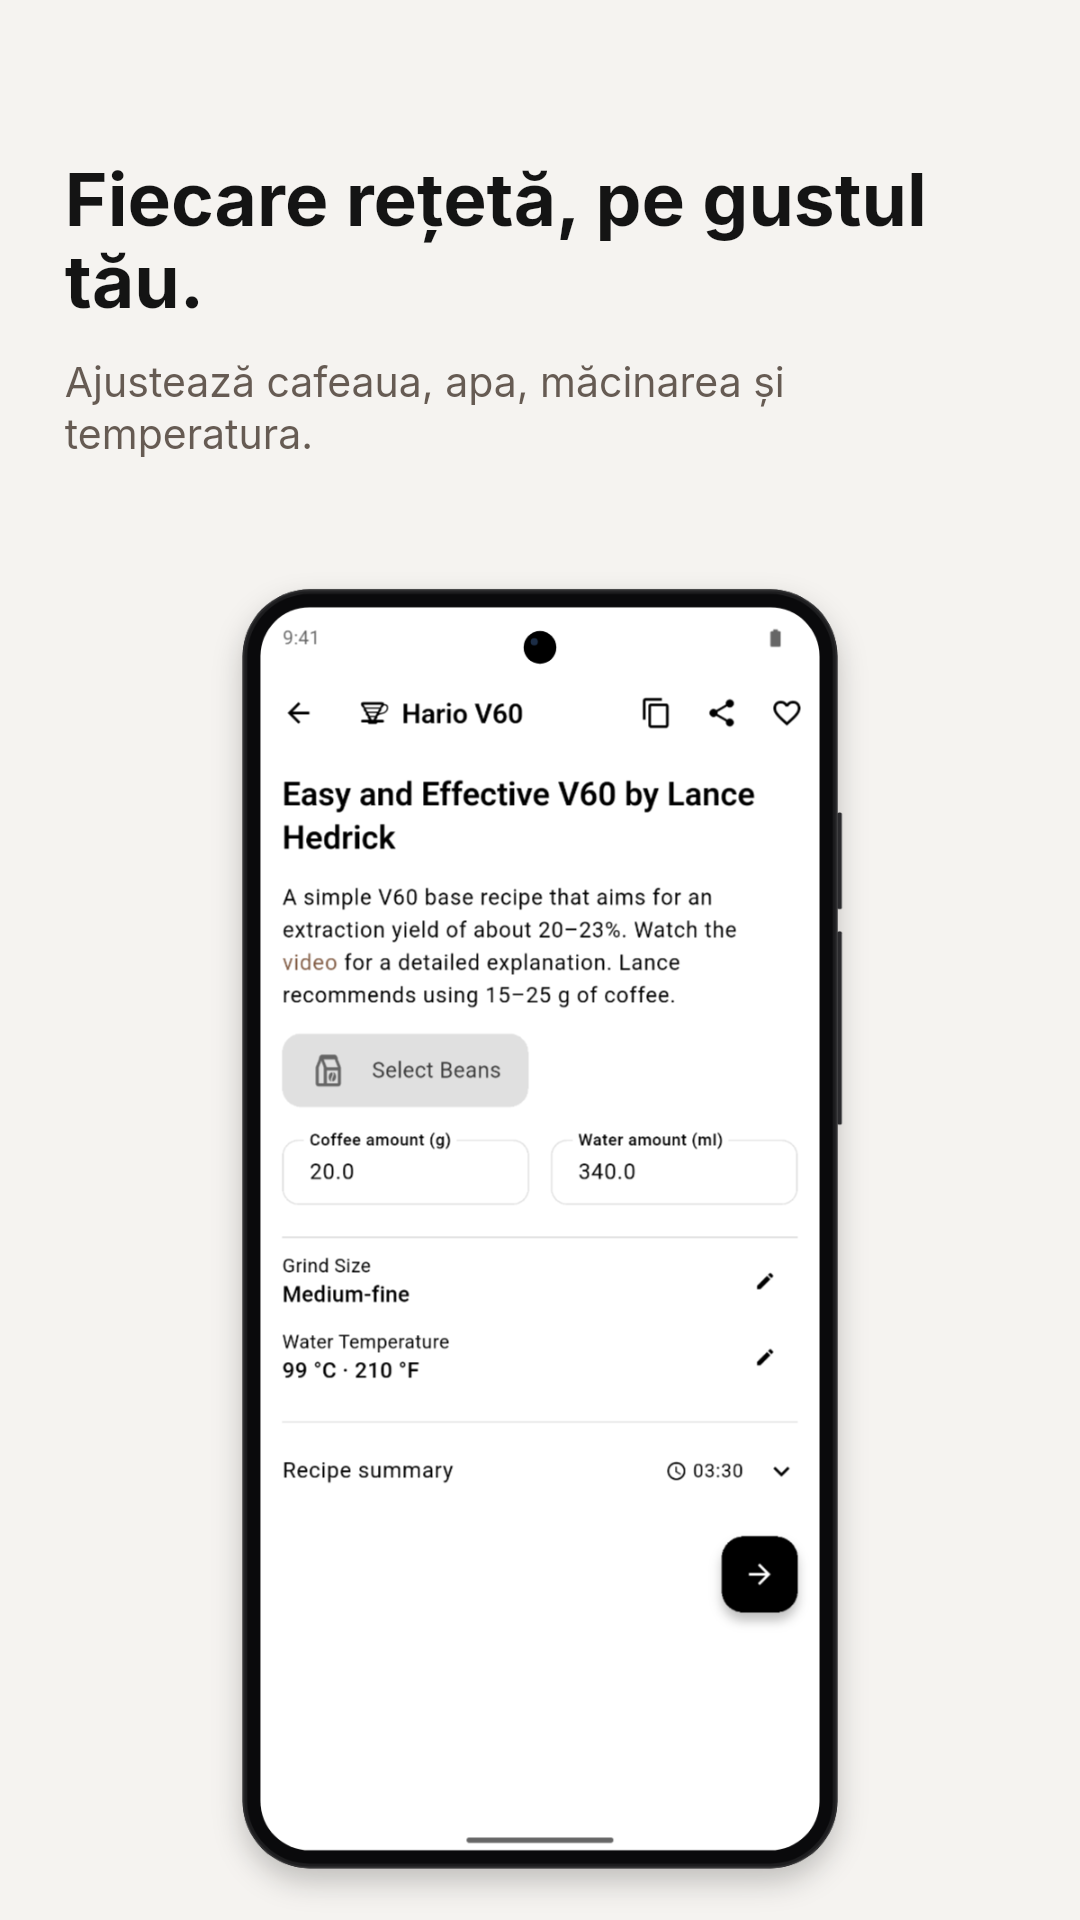 Fiecare rețetă, pe gustul
tău.
Ajustează cafeaua, apa, măcinarea și
temperatura.
9:41
Hario V60
Easy and Effective V60 by Lance
Hedrick
A simple V60 base recipe that aims for an
extraction yield of about 20–23%. Watch the
video for a detailed explanation. Lance
recommends using 15–25 g of coffee.
Select Beans
Coffee amount (g)
20.0
Water amount (ml)
340.0
Grind Size
Medium-fine
Water Temperature
99 °C · 210 °F
Recipe summary
03:30